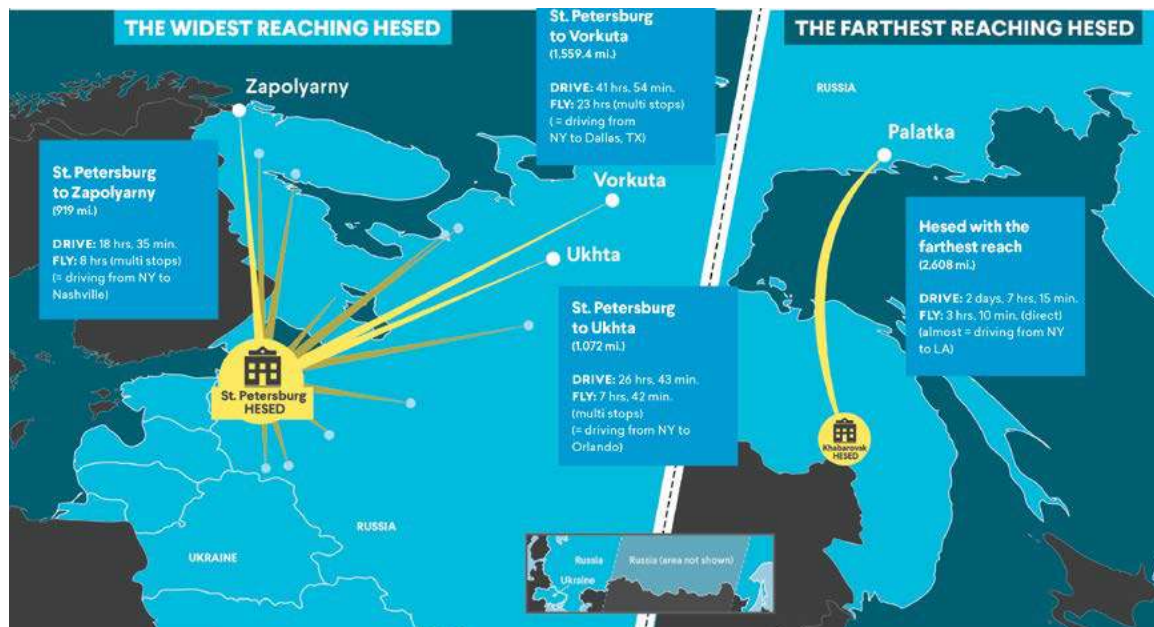 THE WIDEST REACHING HESED
Zapolyarny
St. Petersburg
to Zapolyarny
(919 mi.)
DRIVE: 18 hrs, 35 min.
FLY: 8 hrs (multi stops)
(= driving from NY to
Nashville)
St. Petersburg
to Vorkuta
(1,559.4 mi.)
DRIVE: 41 hrs, 54 min.
FLY: 23 hrs (multi stops)
(= driving from
NY to Dallas, TX)
Vorkuta
Ukhta
St. Petersburg
to Ukhta
(1,072 mi.)
DRIVE: 26 hrs, 43 min.
FLY: 7 hrs, 42 min.
(multi stops)
(= driving from NY to
Orlando)
St. Petersburg
HESED
RUSSIA
UKRAINE
THE FARTHEST REACHING HESED
RUSSIA
Palatka
Hesed with the
farthest reach
(2,608 mi.)
DRIVE: 2 days, 7 hrs, 15 min.
FLY: 3 hrs, 10 min. (direct)
(almost = driving from NY
to LA)
Khabarovsk
HESED
Russia
Russia (area not shown)
Ukraine